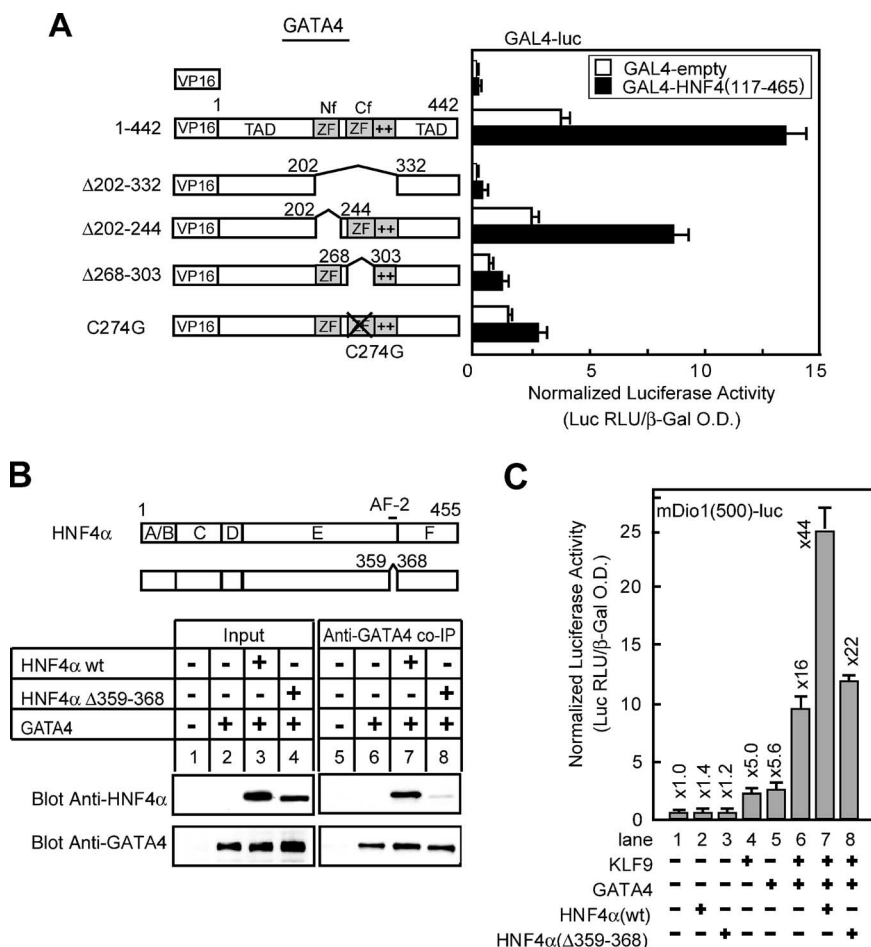 A
GATA4
GAL4-luc
GAL4-empty
GAL4-HNF4(117-465)
VP16
1 Nf Cf 442
1-442 VP16 TAD ZF ZF ++ TAD
202 332
Δ202-332 VP16
202 244
Δ202-244 VP16 ZF ++
268 303
Δ268-303 VP16 ZF ++
C274G VP16 ZF ZF ++
C274G
0 5 10 15
Normalized Luciferase Activity
(Luc RLU/β-Gal O.D.)
B
1 AF-2 455
HNF4α A/B C D E F
359 368
Input Anti-GATA4 co-IP
HNF4α wt - - + - - - + -
HNF4α Δ359-368 - - - + - - - +
GATA4 - + + + - + + +
1 2 3 4 5 6 7 8
Blot Anti-HNF4α
Blot Anti-GATA4
C
mDio1(500)-luc
Normalized Luciferase Activity
(Luc RLU/β-Gal O.D.)
25
20
15
10
5.0
0
x1.0 x1.4 x1.2 x5.0 x5.6 x16 x44 x22
lane 1 2 3 4 5 6 7 8
KLF9 - - - + - + + +
GATA4 - - - - + + + +
HNF4α(wt) - + - - - - + -
HNF4α(Δ359-368) - - + - - - - +